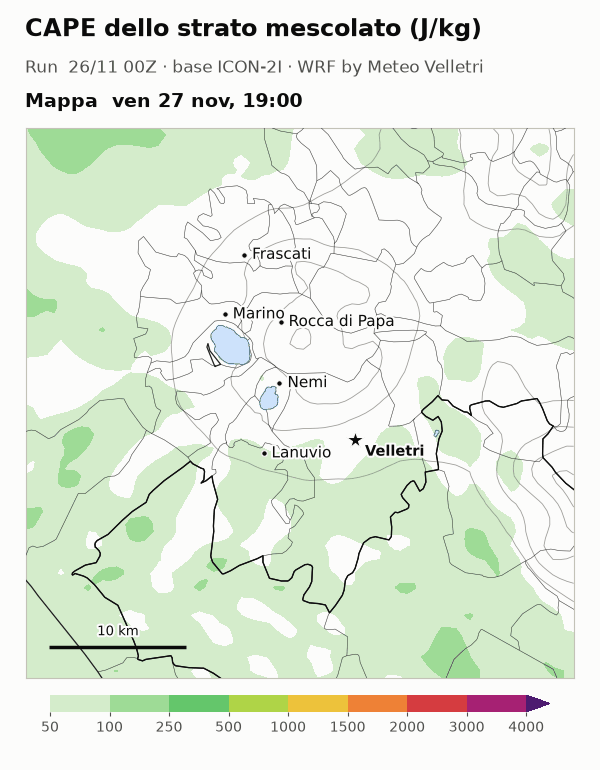 CAPE dello strato mescolato (J/kg)
Run  26/11 00Z · base ICON-2I · WRF by Meteo Velletri
Mappa  ven 27 nov, 19:00
Frascati
Marino
Rocca di Papa
Nemi
Velletri
Lanuvio
10 km
50 100 250 500 1000 1500 2000 3000 4000